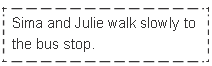 Sima and Julie walk slowly to
the bus stop.